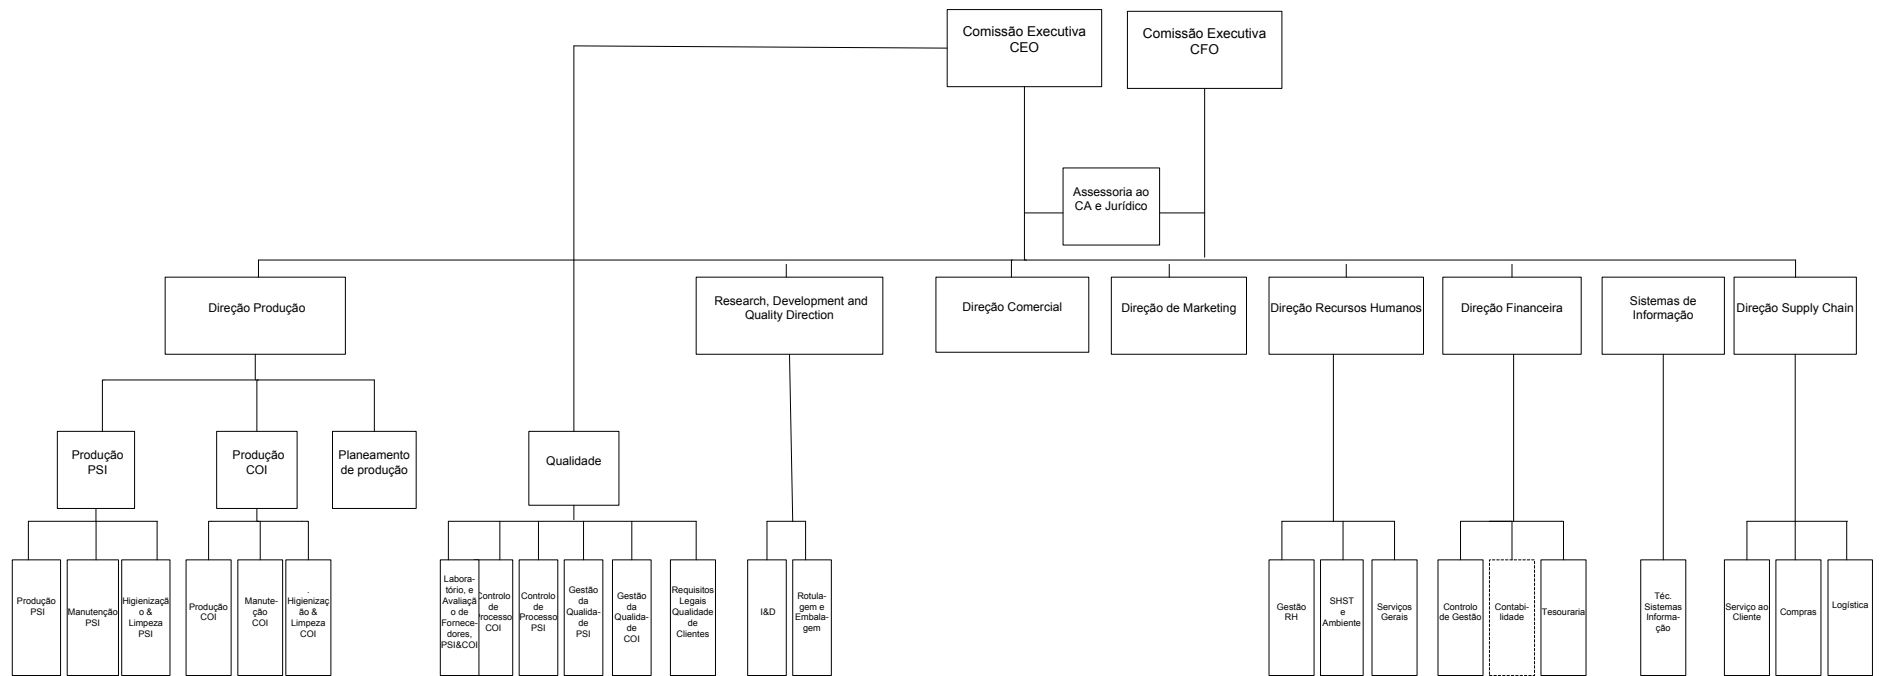 Comissão Executiva
CEO
Comissão Executiva
CFO
Assessoria ao
CA e Jurídico
Direção Produção
Research, Development and
Quality Direction
Direção Comercial
Direção de Marketing
Direção Recursos Humanos
Direção Financeira
Sistemas de
Informação
Direção Supply Chain
Produção
PSI
Produção
COI
Planeamento
de produção
Qualidade
Produção
PSI
Manutenção
PSI
Higienizaçã
o &
Limpeza
PSI
Produção
COI
Manute-
ção
COI
.
Higienizaç
ão &
Limpeza
COI
Labora-
tório, e
Avaliaçã
o de
Fornece-
dores,
PSI&COI
Controlo
de
Processo
COI
Controlo
de
Processo
PSI
Gestão
da
Qualida-
de
PSI
Gestão
da
Qualida-
de
COI
Requisitos
Legais
Qualidade
de
Clientes
I&D
Rotula-
gem e
Embala-
gem
Gestão
RH
SHST
e
Ambiente
Serviços
Gerais
Controlo
de Gestão
Contabi-
lidade
Tesouraria
Téc.
Sistemas
Informa-
ção
Serviço ao
Cliente
Compras
Logística